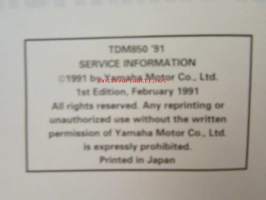 TDM850 '91
SERVICE INFORMATION
©1991 by Yamaha Motor Co., Ltd.
1st Edition, February 1991
All rights reserved. Any reprinting or
unauthorized use without the written
permission of Yamaha Motor Co., Ltd.
is expressly prohibited.
Printed in Japan